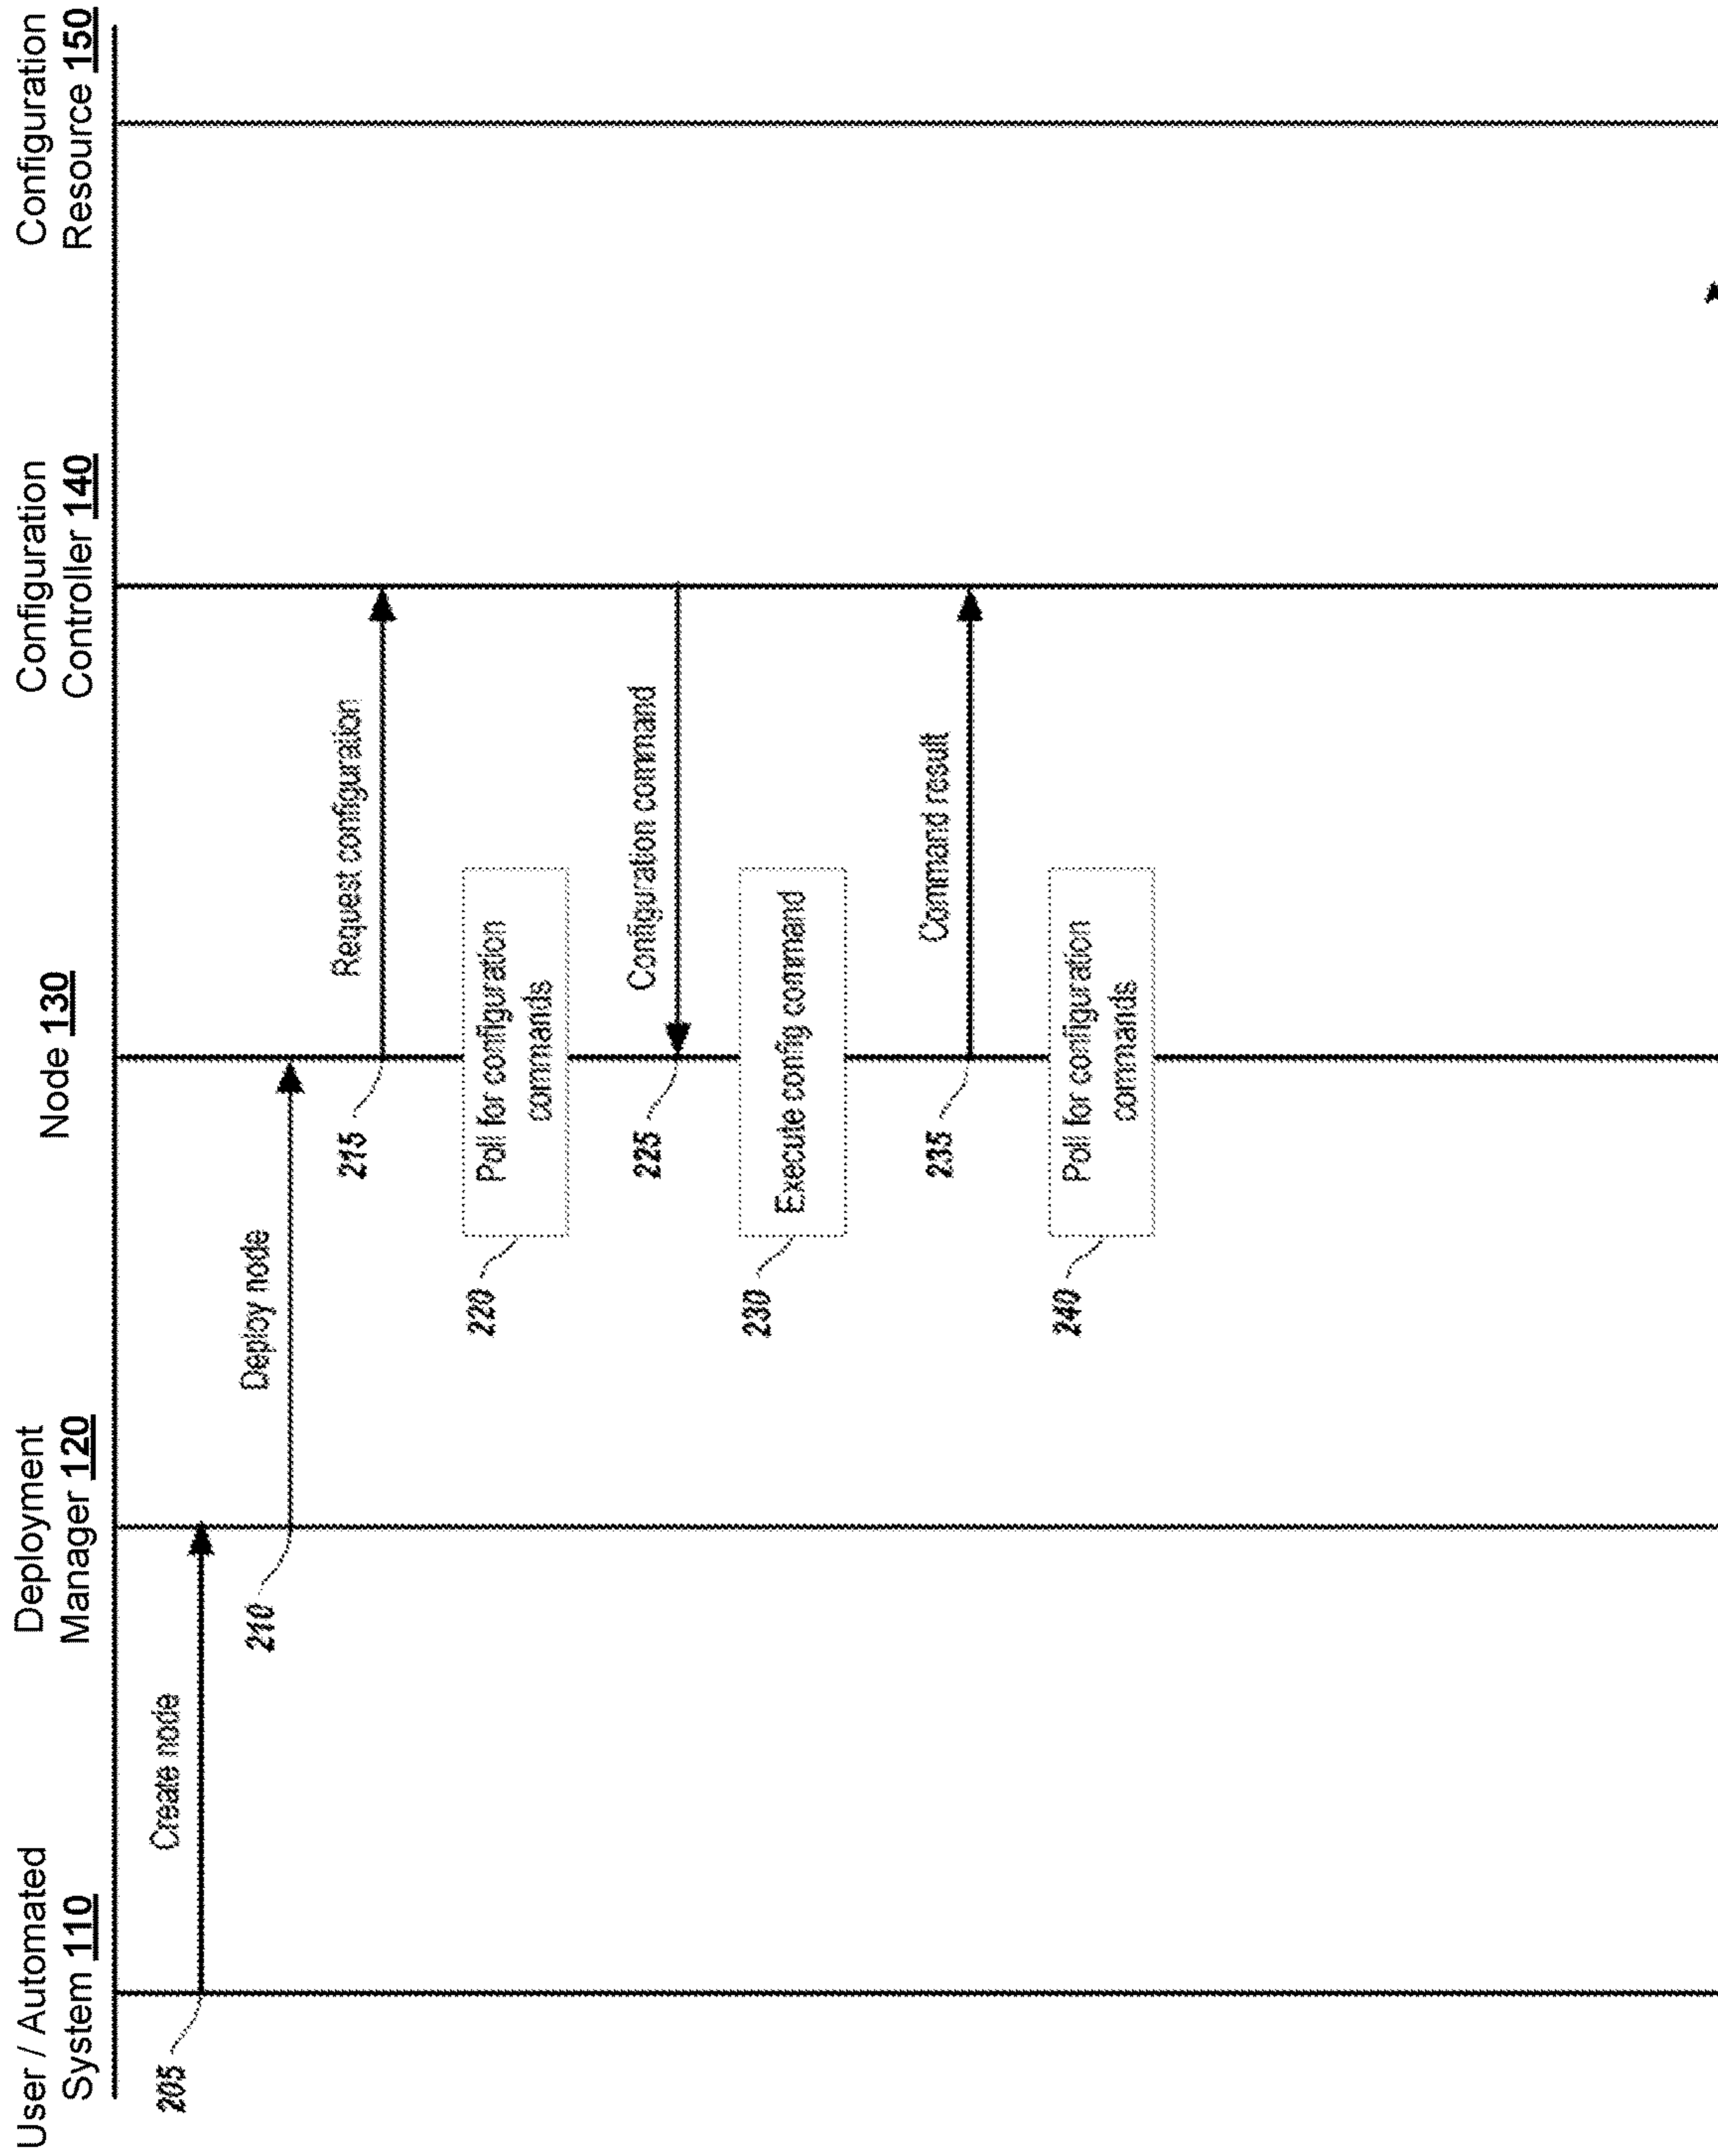 User / Automated
System 110
Deployment
Manager 120
Node 130
Configuration
Controller 140
Configuration
Resource 150
205
Create node
210
Deploy node
215
Request configuration
220
Poll for configuration
commands
225
Configuration command
230
Execute config command
235
Command result
240
Poll for configuration
commands